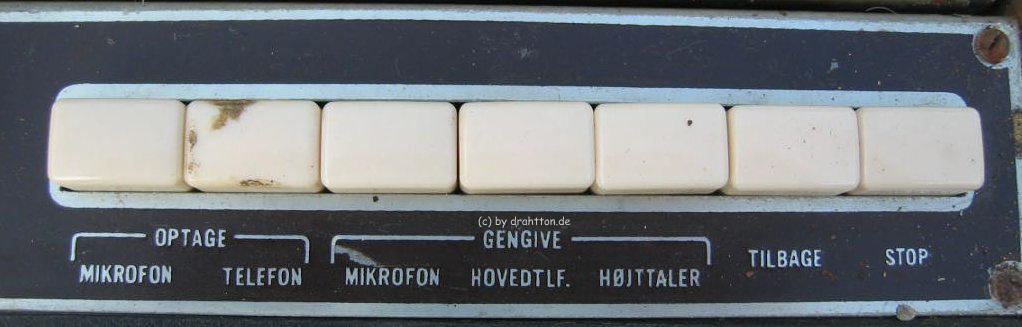 (c) by drahtton.de
OPTAGE GENGIVE
MIKROFON TELEFON MIKROFON HOVEDTLF. HØJTTALER TILBAGE STOP